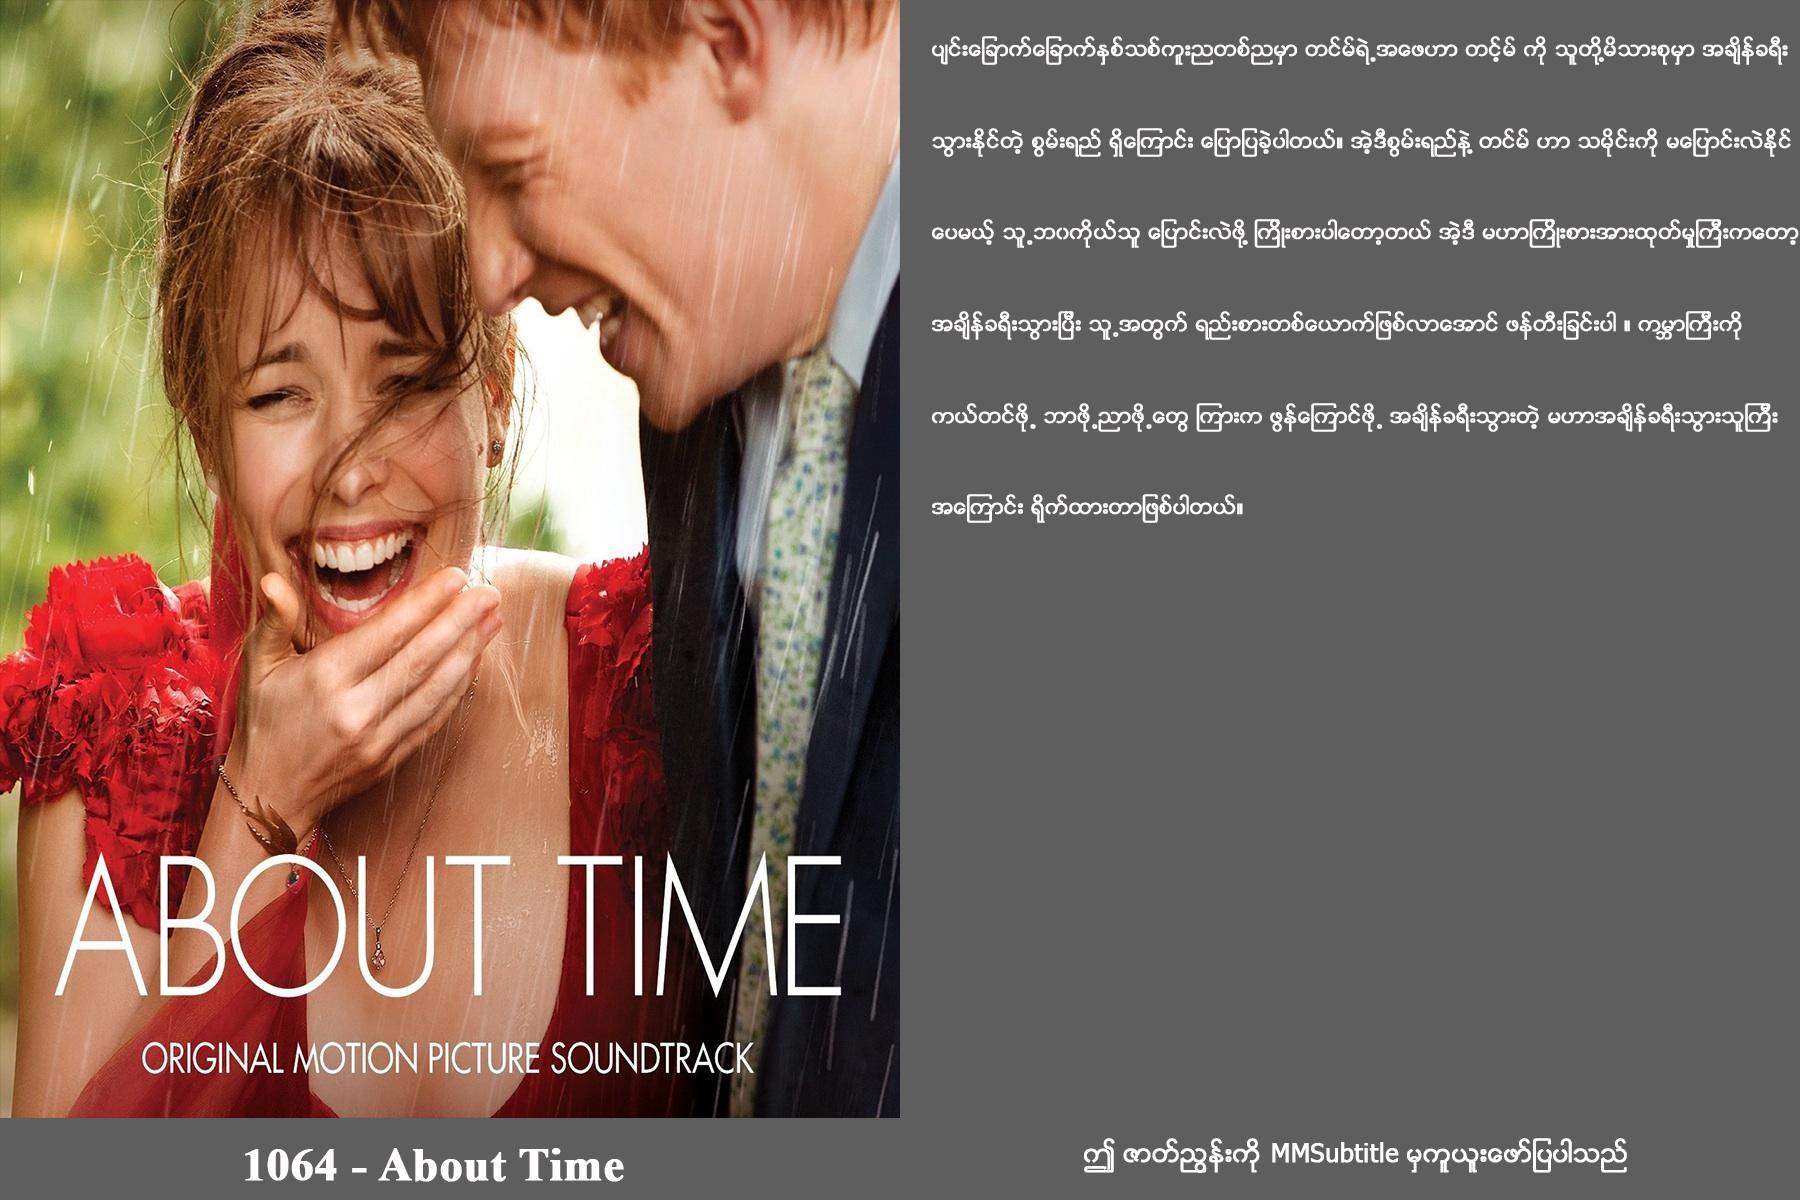 ABOUT TIME
ORIGINAL MOTION PICTURE SOUNDTRACK
1064 - About Time
ပျင်းခြောက်ခြောက်နှစ်သစ်ကူးညတစ်ညမှာ တင်မ်ရဲ့အဖေဟာ တင့်မ် ကို သူတို့မိသားစုမှာ အချိန်ခရီး
သွားနိုင်တဲ့ စွမ်းရည် ရှိကြောင်း ပြောပြခဲ့ပါတယ်။ အဲ့ဒီစွမ်းရည်နဲ့ တင်မ် ဟာ သမိုင်းကို မပြောင်းလဲနိုင်
ပေမယ့် သူ့ဘဝကိုယ်သူ ပြောင်းလဲဖို့ ကြိုးစားပါတော့တယ် အဲ့ဒီ မဟာကြိုးစားအားထုတ်မှုကြီးကတော့
အချိန်ခရီးသွားပြီး သူ့အတွက် ရည်းစားတစ်ယောက်ဖြစ်လာအောင် ဖန်တီးခြင်းပါ ။ ကမ္ဘာကြီးကို
ကယ်တင်ဖို့ ဘာဖို့ညာဖို့တွေ ကြားက ဖွန်ကြောင်ဖို့ အချိန်ခရီးသွားတဲ့ မဟာအချိန်ခရီးသွားသူကြီး
အကြောင်း ရိုက်ထားတာဖြစ်ပါတယ်။
ဤ ဇာတ်ညွှန်းကို MMSubtitle မှကူယူးဖော်ပြပါသည်